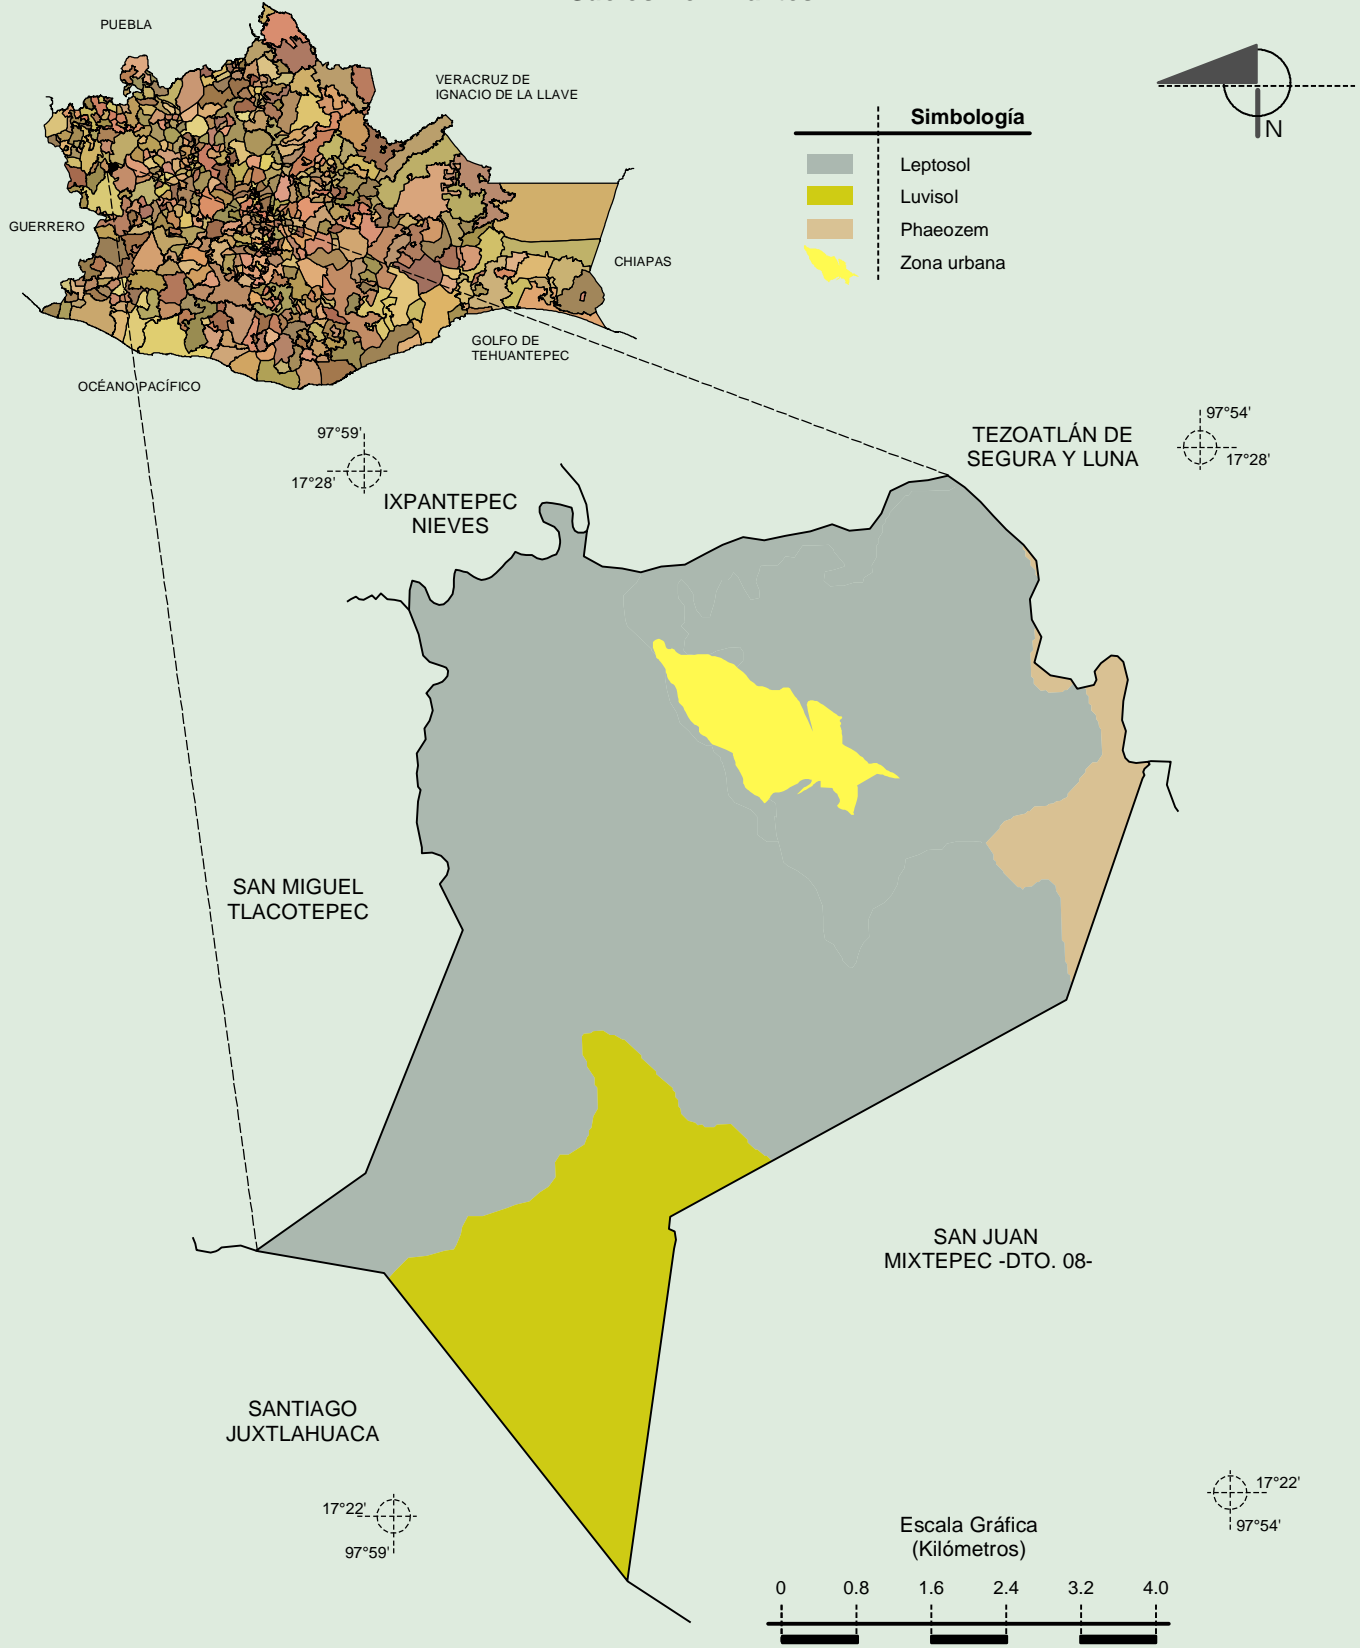 PUEBLA
VERACRUZ DE
IGNACIO DE LA LLAVE
GUERRERO
CHIAPAS
GOLFO DE
TEHUANTEPEC
OCÉANO PACÍFICO
Simbología
Leptosol
Luvisol
Phaeozem
Zona urbana
N
97°59'
17°28'
97°54'
17°28'
TEZOATLÁN DE
SEGURA Y LUNA
IXPANTEPEC
NIEVES
SAN MIGUEL
TLACOTEPEC
SAN JUAN
MIXTEPEC -DTO. 08-
SANTIAGO
JUXTLAHUACA
17°22'
97°59'
17°22'
97°54'
Escala Gráfica
(Kilómetros)
0 0.8 1.6 2.4 3.2 4.0